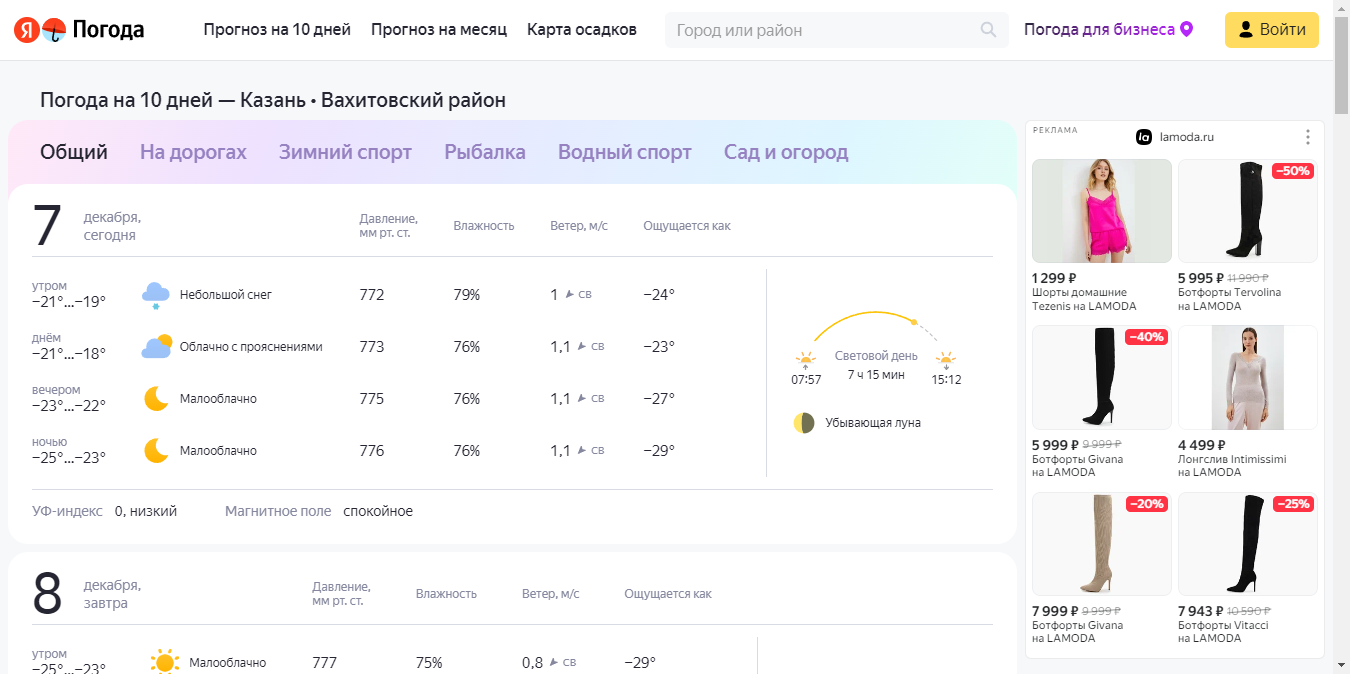 Я Погода
Прогноз на 10 дней
Прогноз на месяц
Карта осадков
Город или район
Погода для бизнеса
Войти
Погода на 10 дней — Казань • Вахитовский район
Общий
На дорогах
Зимний спорт
Рыбалка
Водный спорт
Сад и огород
7 декабря, сегодня
Давление, мм рт. ст.
Влажность
Ветер, м/с
Ощущается как
утром
−21°...−19° Небольшой снег 772 79% 1 СВ −24°
днём
−21°...−18° Облачно с прояснениями 773 76% 1,1 СВ −23°
вечером
−23°...−22° Малооблачно 775 76% 1,1 СВ −27°
ночью
−25°...−23° Малооблачно 776 76% 1,1 СВ −29°
Световой день
7 ч 15 мин
07:57
15:12
Убывающая луна
УФ-индекс 0, низкий Магнитное поле спокойное
8 декабря, завтра
Давление, мм рт. ст.
Влажность
Ветер, м/с
Ощущается как
утром
−25°...−23° Малооблачно 777 75% 0,8 СВ −29°
РЕКЛАМА
la lamoda.ru
1 299 ₽
Шорты домашние
Tezenis на LAMODA
−50%
5 995 ₽ 11 990 ₽
Ботфорты Tervolina
на LAMODA
−40%
5 999 ₽ 9 999 ₽
Ботфорты Givana
на LAMODA
4 499 ₽
Лонгслив Intimissimi
на LAMODA
−20%
7 999 ₽ 9 999 ₽
Ботфорты Givana
на LAMODA
−25%
7 943 ₽ 10 590 ₽
Ботфорты Vitacci
на LAMODA